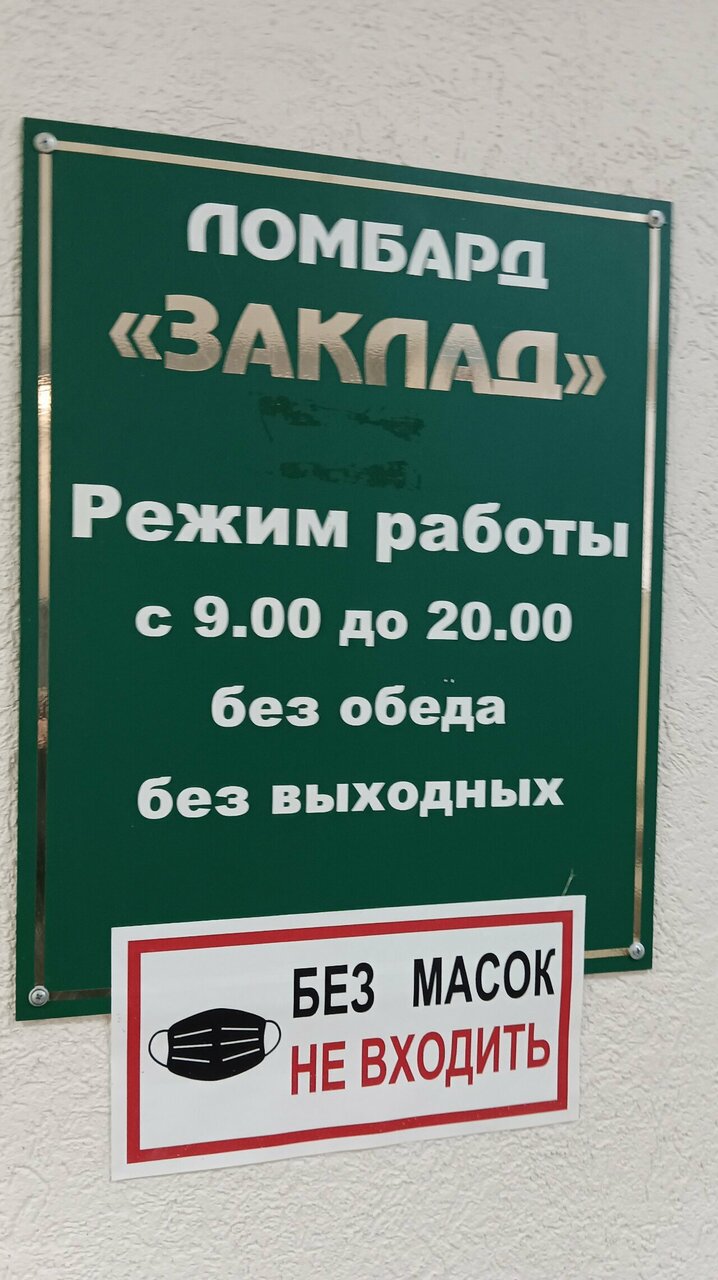 ЛОМБАРД
«ЗАКЛАД»
Режим работы
с 9.00 до 20.00
без обеда
без выходных
БЕЗ МАСОК
НЕ ВХОДИТЬ